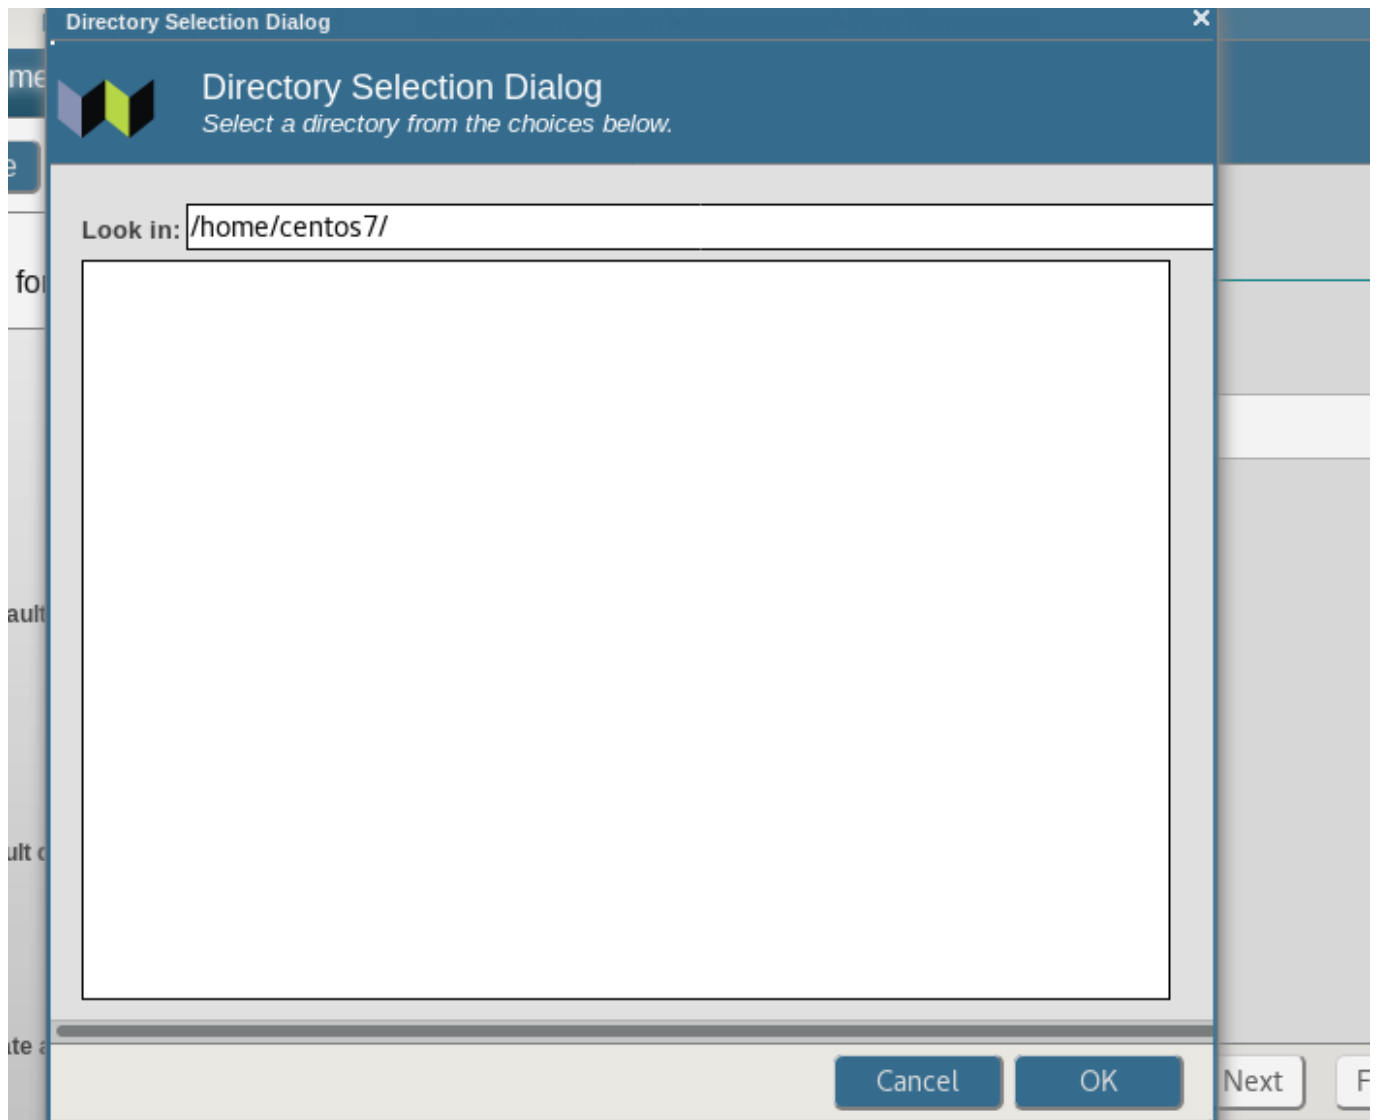 Directory Selection Dialog
Directory Selection Dialog
Select a directory from the choices below.
Look in: /home/centos7/
Cancel
OK
Next